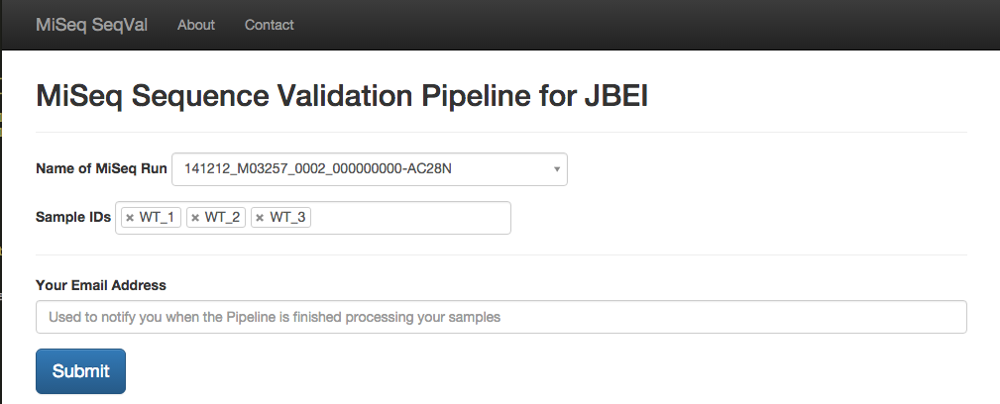 MiSeq SeqVal About Contact
MiSeq Sequence Validation Pipeline for JBEI
Name of MiSeq Run 141212_M03257_0002_000000000-AC28N
Sample IDs × WT_1 × WT_2 × WT_3
Your Email Address
Used to notify you when the Pipeline is finished processing your samples
Submit